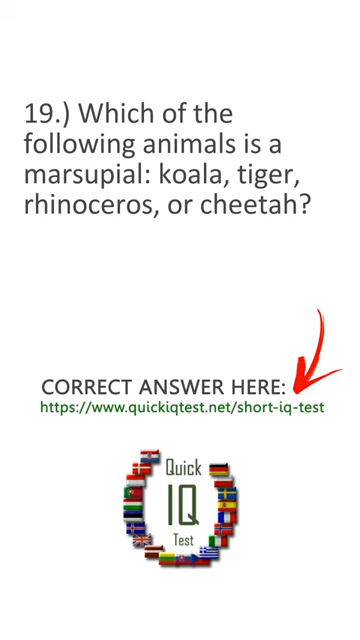 19.) Which of the
following animals is a
marsupial: koala, tiger,
rhinoceros, or cheetah?
CORRECT ANSWER HERE:
https://www.quickiqtest.net/short-iq-test
Quick
IQ
Test